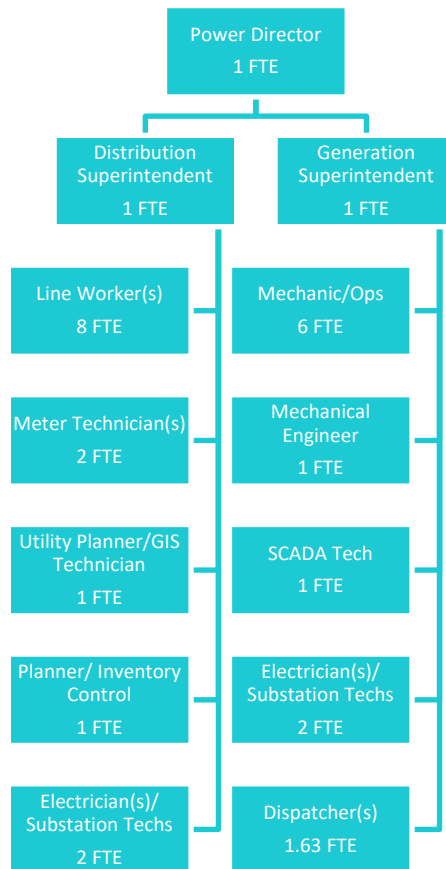 Power Director
1 FTE
Distribution
Superintendent
1 FTE
Generation
Superintendent
1 FTE
Line Worker(s)
8 FTE
Mechanic/Ops
6 FTE
Meter Technician(s)
2 FTE
Mechanical
Engineer
1 FTE
Utility Planner/GIS
Technician
1 FTE
SCADA Tech
1 FTE
Planner/ Inventory
Control
1 FTE
Electrician(s)/
Substation Techs
2 FTE
Electrician(s)/
Substation Techs
2 FTE
Dispatcher(s)
1.63 FTE